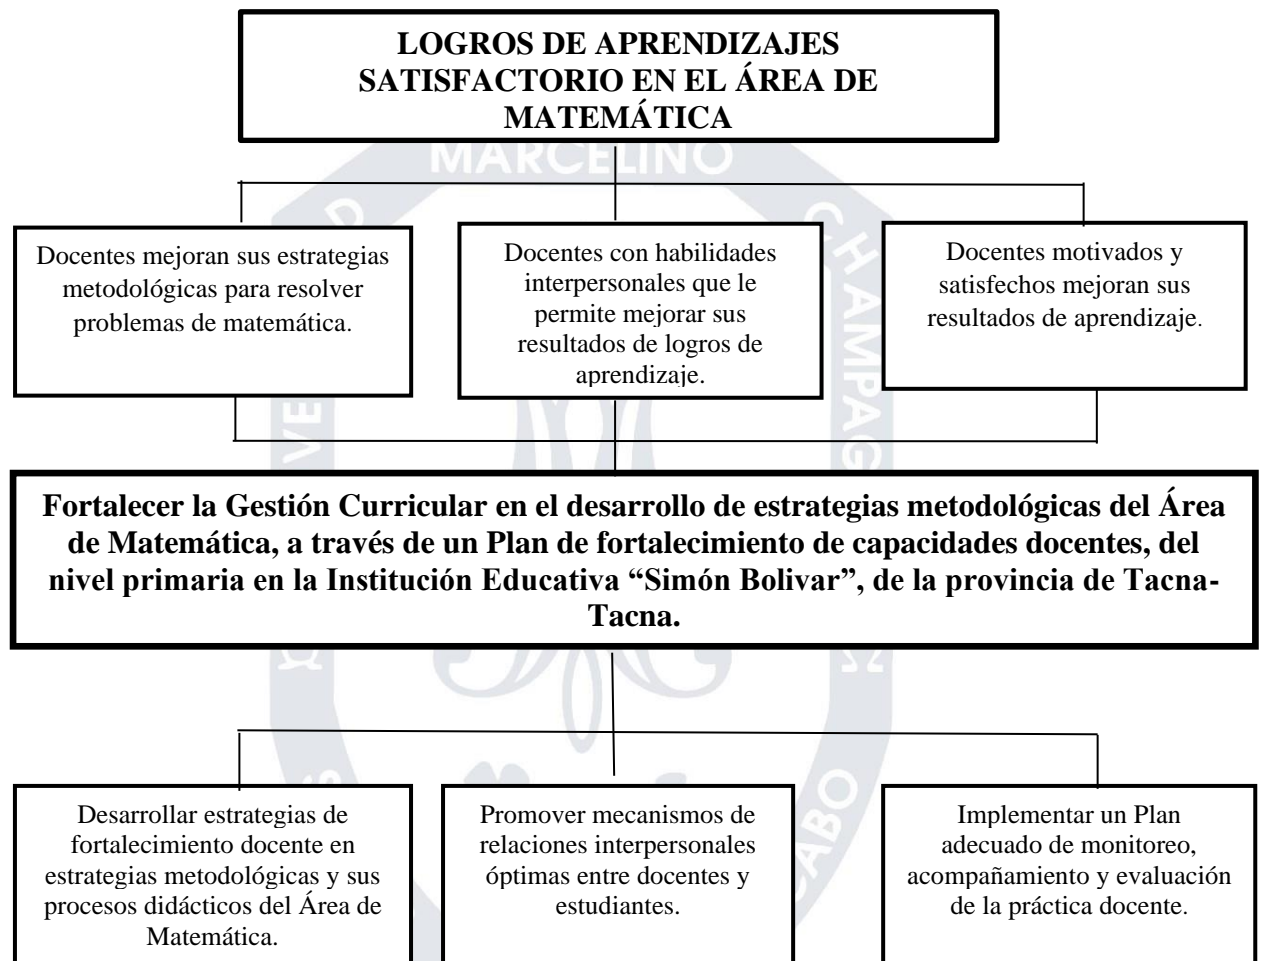 LOGROS DE APRENDIZAJES
SATISFACTORIO EN EL ÁREA DE
MATEMÁTICA
MARCELINO
CHAMPAG
Docentes mejoran sus estrategias
metodológicas para resolver
problemas de matemática.
Docentes con habilidades
interpersonales que le
permite mejorar sus
resultados de logros de
aprendizaje.
Docentes motivados y
satisfechos mejoran sus
resultados de aprendizaje.
Fortalecer la Gestión Curricular en el desarrollo de estrategias metodológicas del Área
de Matemática, a través de un Plan de fortalecimiento de capacidades docentes, del
nivel primaria en la Institución Educativa “Simón Bolivar”, de la provincia de Tacna-
Tacna.
Desarrollar estrategias de
fortalecimiento docente en
estrategias metodológicas y sus
procesos didácticos del Área de
Matemática.
Promover mecanismos de
relaciones interpersonales
óptimas entre docentes y
estudiantes.
Implementar un Plan
adecuado de monitoreo,
acompañamiento y evaluación
de la práctica docente.